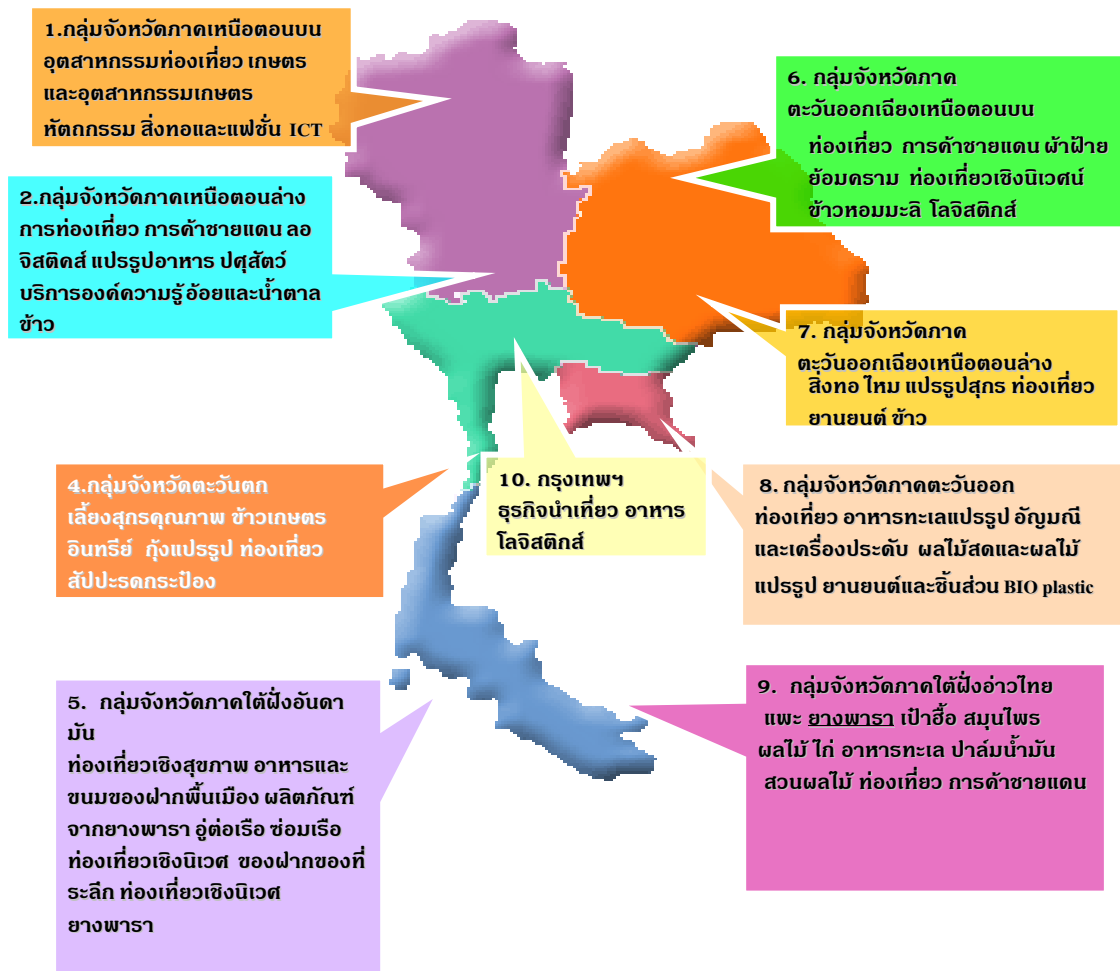 1.กลุ่มจังหวัดภาคเหนือตอนบน
อุตสาหกรรมท่องเที่ยว เกษตร
และอุตสาหกรรมเกษตร
หัตถกรรม สิ่งทอและแฟชั่น ICT
2.กลุ่มจังหวัดภาคเหนือตอนล่าง
การท่องเที่ยว การค้าชายแดน ลอ
จิสติคส์ แปรรูปอาหาร ปศุสัตว์
บริการองค์ความรู้ อ้อยและน้ำตาล
ข้าว
4.กลุ่มจังหวัดตะวันตก
เลี้ยงสุกรคุณภาพ ข้าวเกษตร
อินทรีย์ กุ้งแปรรูป ท่องเที่ยว
สัปปะรดกระป๋อง
5. กลุ่มจังหวัดภาคใต้ฝั่งอันดา
มัน
ท่องเที่ยวเชิงสุขภาพ อาหารและ
ขนมของฝากพื้นเมือง ผลิตภัณฑ์
จากยางพารา อู่ต่อเรือ ซ่อมเรือ
ท่องเที่ยวเชิงนิเวศ ของฝากของที่
ระลึก ท่องเที่ยวเชิงนิเวศ
ยางพารา
6. กลุ่มจังหวัดภาค
ตะวันออกเฉียงเหนือตอนบน
ท่องเที่ยว การค้าชายแดน ผ้าฝ้าย
ย้อมคราม ท่องเที่ยวเชิงนิเวศน์
ข้าวหอมมะลิ โลจิสติกส์
7. กลุ่มจังหวัดภาค
ตะวันออกเฉียงเหนือตอนล่าง
สิ่งทอ ไหม แปรรูปสุกร ท่องเที่ยว
ยานยนต์ ข้าว
10. กรุงเทพฯ
ธุรกิจนำเที่ยว อาหาร
โลจิสติกส์
8. กลุ่มจังหวัดภาคตะวันออก
ท่องเที่ยว อาหารทะเลแปรรูป อัญมณี
และเครื่องประดับ ผลไม้สดและผลไม้
แปรรูป ยานยนต์และชิ้นส่วน BIO plastic
9. กลุ่มจังหวัดภาคใต้ฝั่งอ่าวไทย
แพะ ยางพารา เป๋าฮื้อ สมุนไพร
ผลไม้ ไก่ อาหารทะเล ปาล์มน้ำมัน
สวนผลไม้ ท่องเที่ยว การค้าชายแดน